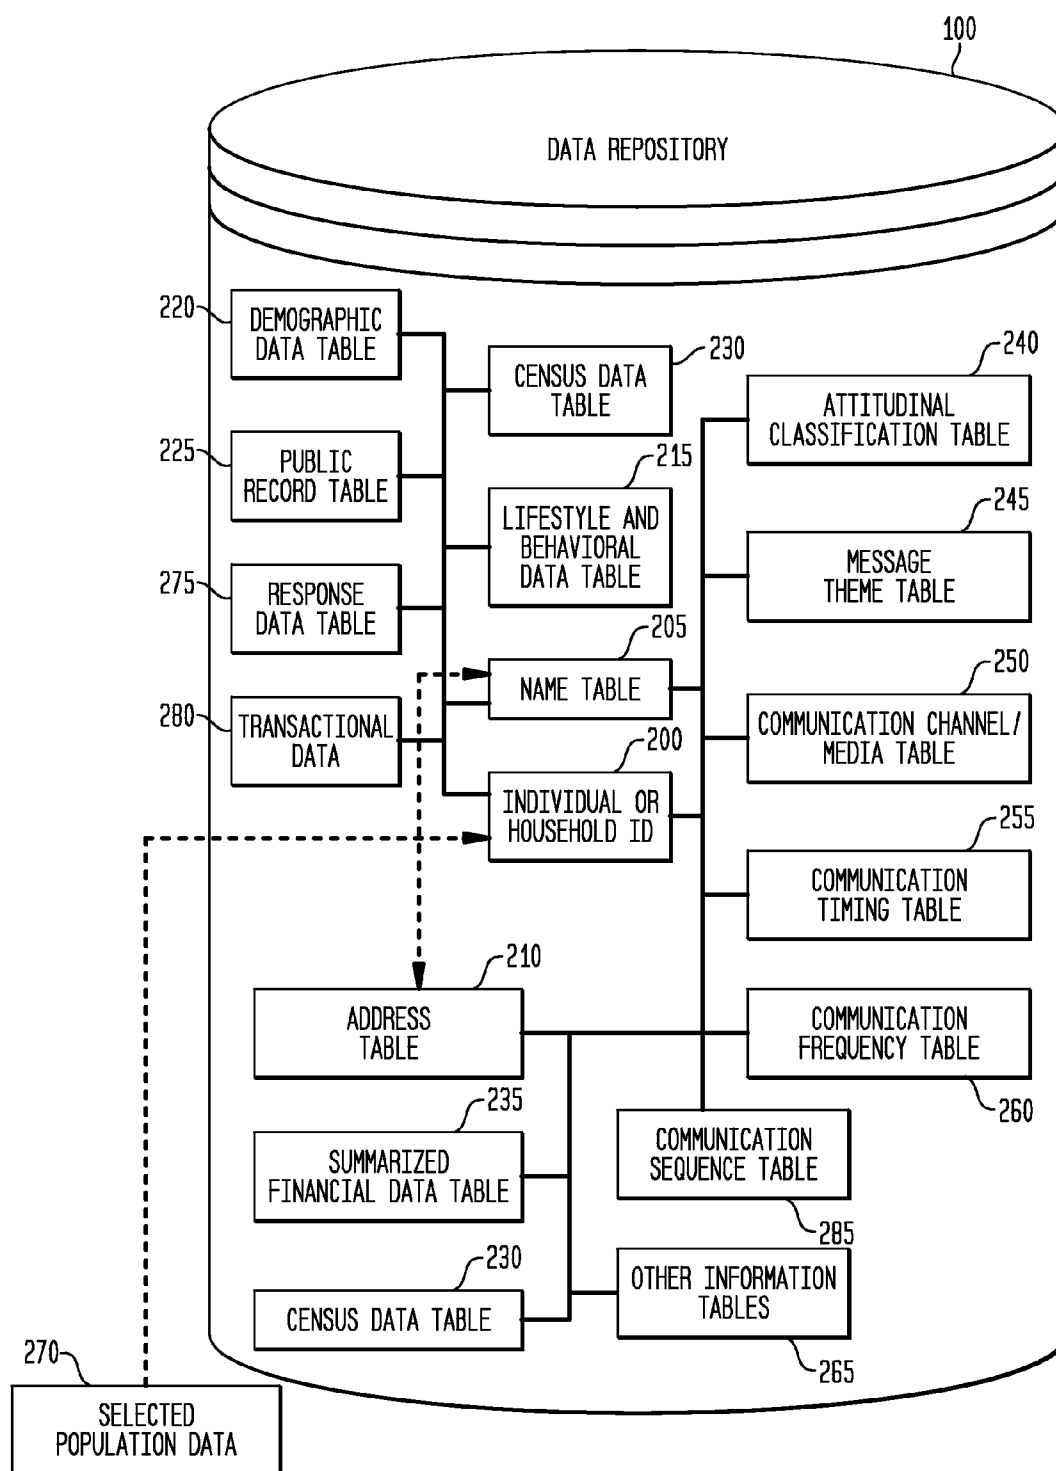 100
DATA REPOSITORY
220
DEMOGRAPHIC
DATA TABLE
230
CENSUS DATA
TABLE
240
ATTITUDINAL
CLASSIFICATION TABLE
225
PUBLIC
RECORD TABLE
215
LIFESTYLE AND
BEHAVIORAL
DATA TABLE
245
MESSAGE
THEME TABLE
275
RESPONSE
DATA TABLE
205
NAME TABLE
250
COMMUNICATION CHANNEL/
MEDIA TABLE
280
TRANSACTIONAL
DATA
200
INDIVIDUAL OR
HOUSEHOLD ID
255
COMMUNICATION
TIMING TABLE
210
ADDRESS
TABLE
COMMUNICATION
FREQUENCY TABLE
260
235
SUMMARIZED
FINANCIAL DATA TABLE
COMMUNICATION
SEQUENCE TABLE
285
230
CENSUS DATA TABLE
OTHER INFORMATION
TABLES
265
270
SELECTED
POPULATION DATA